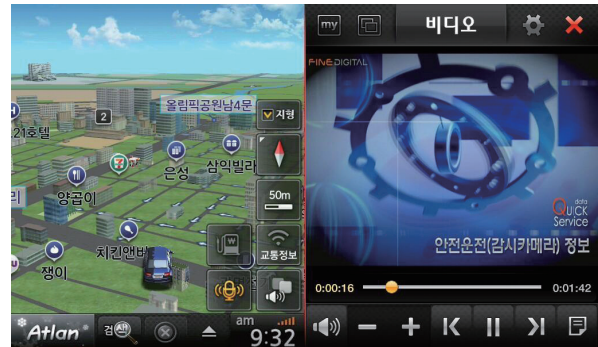 올림픽공원남4문
지형
2
21호텔
7
은성
삼익빌라
리
양곱이
50m
W
교통정보
치킨앤비
쟁이
Atlan
검색
am
9:32
my
비디오
FINEDIGITAL
data
QUICK
Service
안전운전(감시카메라) 정보
0:00:16
0:01:42